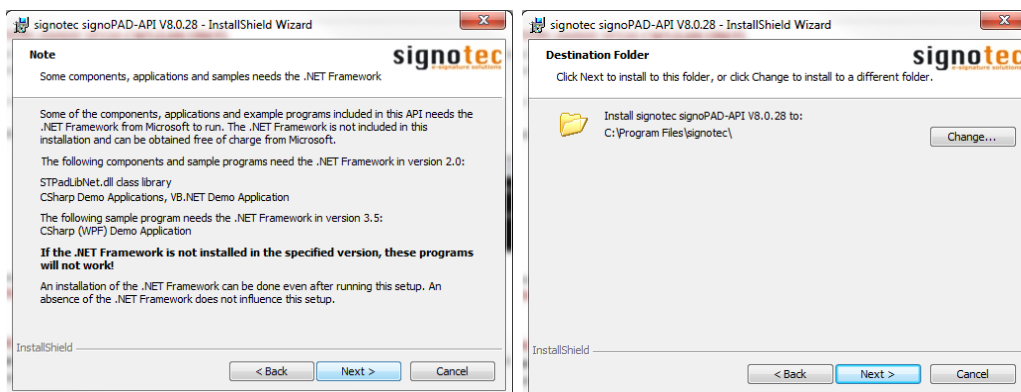 signotec signoPAD-API V8.0.28 - InstallShield Wizard
Note
signotec
e-signature solutions
Some components, applications and samples needs the .NET Framework
Some of the components, applications and example programs included in this API needs the
.NET Framework from Microsoft to run. The .NET Framework is not included in this
installation and can be obtained free of charge from Microsoft.
The following components and sample programs need the .NET Framework in version 2.0:
STPadLibNet.dll class library
CSharp Demo Applications, VB.NET Demo Application
The following sample program needs the .NET Framework in version 3.5:
CSharp (WPF) Demo Application
If the .NET Framework is not installed in the specified version, these programs
will not work!
An installation of the .NET Framework can be done even after running this setup. An
absence of the .NET Framework does not influence this setup.
InstallShield
< Back
Next >
Cancel
signotec signoPAD-API V8.0.28 - InstallShield Wizard
Destination Folder
signotec
e-signature solutions
Click Next to install to this folder, or click Change to install to a different folder.
Install signotec signoPAD-API V8.0.28 to:
C:\Program Files\signotec\
Change...
InstallShield
< Back
Next >
Cancel